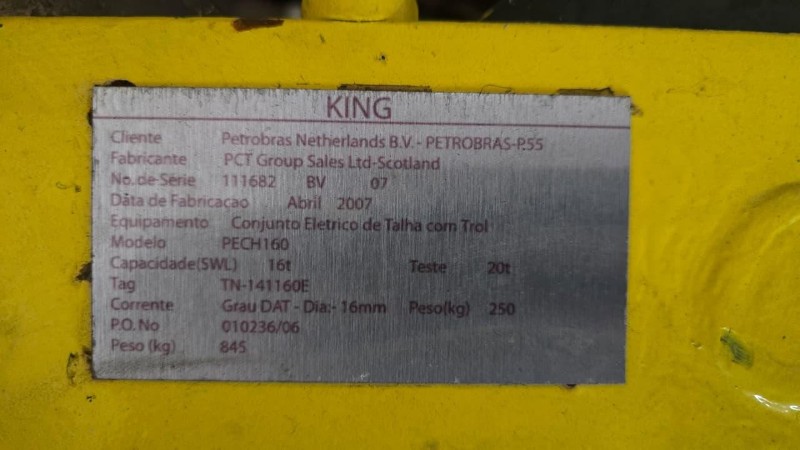 KING
Cliente Petrobras Netherlands B.V. - PETROBRAS-P.55
Fabricante PCT Group Sales Ltd-Scotland
No. de Serie 111682 BV 07
Data de Fabricaçao Abril 2007
Equipamento Conjunto Eletrico de Talha com Trol
Modelo PECH160
Capacidade(SWL) 16t Teste 20t
Tag TN-141160E
Corrente Grau DAT - Dia:- 16mm Peso(kg) 250
P.O. No 010236/06
Peso (kg) 845